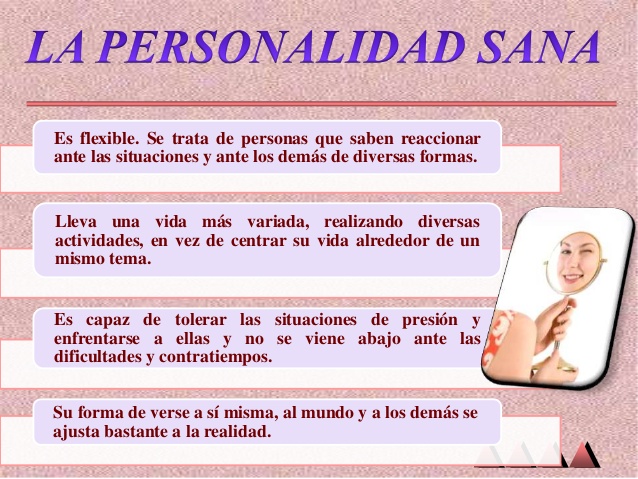 LA PERSONALIDAD SANA
Es flexible. Se trata de personas que saben reaccionar
ante las situaciones y ante los demás de diversas formas.
Lleva una vida más variada, realizando diversas
actividades, en vez de centrar su vida alrededor de un
mismo tema.
Es capaz de tolerar las situaciones de presión y
enfrentarse a ellas y no se viene abajo ante las
dificultades y contratiempos.
Su forma de verse a sí misma, al mundo y a los demás se
ajusta bastante a la realidad.